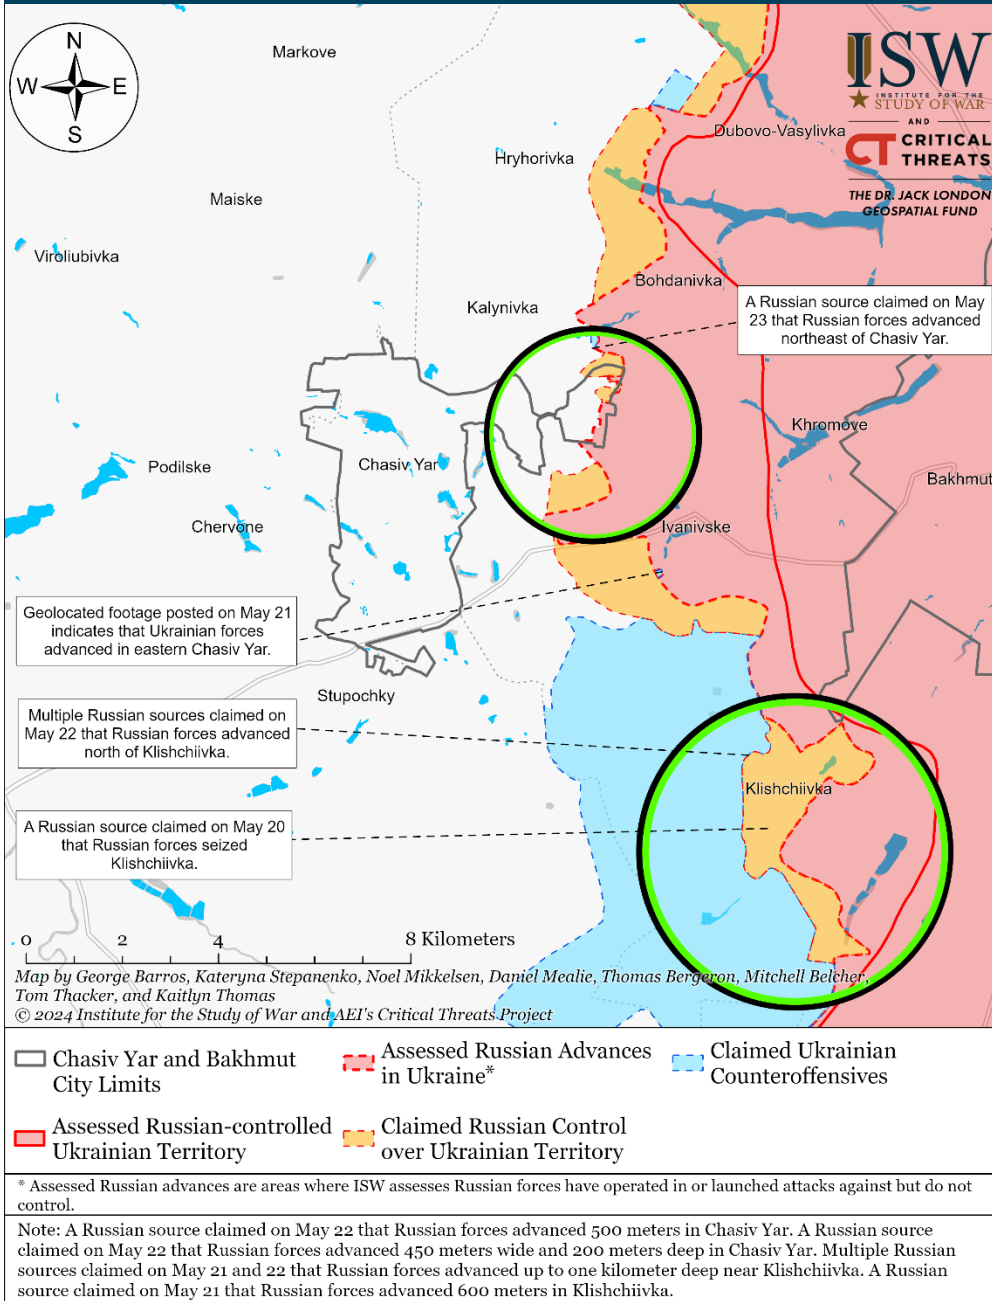 N
W
E
S
Markove
ISW
INSTITUTE FOR THE
STUDY OF WAR
AND
CT CRITICAL
THREATS
THE DR. JACK LONDON
GEOSPATIAL FUND
Dubovo-Vasylivka
Hryhorivka
Maiske
Viroliubivka
Bohdanivka
Kalynivka
A Russian source claimed on May
23 that Russian forces advanced
northeast of Chasiv Yar.
Khromove
Podilske
Chasiv Yar
Bakhmut
Chervone
Ivanivske
Geolocated footage posted on May 21
indicates that Ukrainian forces
advanced in eastern Chasiv Yar.
Stupochky
Multiple Russian sources claimed on
May 22 that Russian forces advanced
north of Klishchiivka.
Klishchiivka
A Russian source claimed on May 20
that Russian forces seized
Klishchiivka.
0 2 4 8 Kilometers
Map by George Barros, Kateryna Stepanenko, Noel Mikkelsen, Daniel Mealie, Thomas Bergeron, Mitchell Belcher,
Tom Thacker, and Kaitlyn Thomas
© 2024 Institute for the Study of War and AEI's Critical Threats Project
Chasiv Yar and Bakhmut
City Limits
Assessed Russian Advances
in Ukraine*
Claimed Ukrainian
Counteroffensives
Assessed Russian-controlled
Ukrainian Territory
Claimed Russian Control
over Ukrainian Territory
* Assessed Russian advances are areas where ISW assesses Russian forces have operated in or launched attacks against but do not
control.
Note: A Russian source claimed on May 22 that Russian forces advanced 500 meters in Chasiv Yar. A Russian source
claimed on May 22 that Russian forces advanced 450 meters wide and 200 meters deep in Chasiv Yar. Multiple Russian
sources claimed on May 21 and 22 that Russian forces advanced up to one kilometer deep near Klishchiivka. A Russian
source claimed on May 21 that Russian forces advanced 600 meters in Klishchiivka.